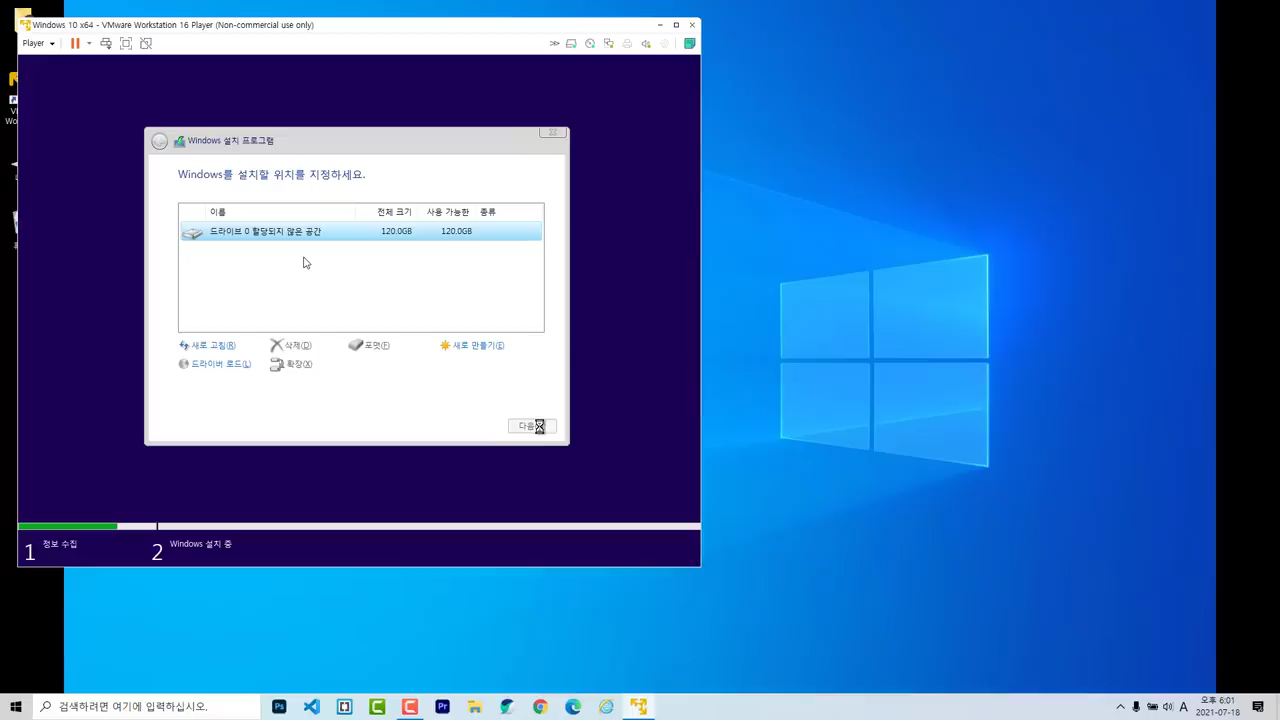 Windows 10 x64 - VMware Workstation 16 Player (Non-commercial use only)
Player
Windows 설치 프로그램
Windows를 설치할 위치를 지정하세요.
이름 전체 크기 사용 가능한 종류
드라이브 0 할당되지 않은 공간 120.0GB 120.0GB
새로 고침(R) 삭제(D) 포맷(F) 새로 만들기(E)
드라이버 로드(L) 확장(X)
다음
1 정보 수집 2 Windows 설치 중
검색하려면 여기에 입력하십시오.
Ps
Pr
A
오후 6:01
2021-07-18